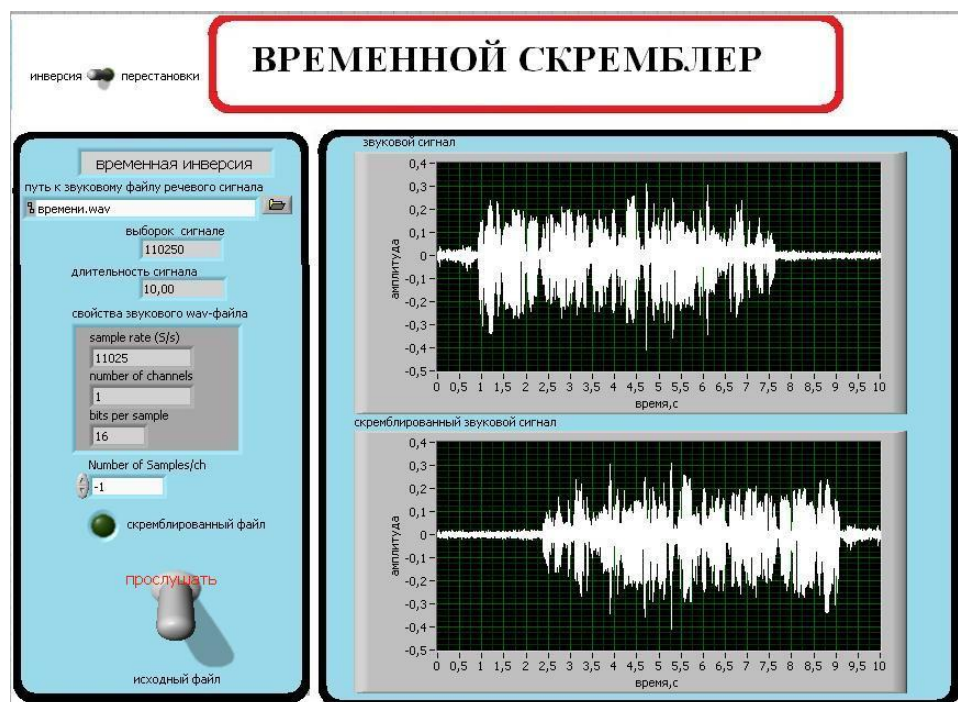 ВРЕМЕННОЙ СКРЕМБЛЕР
инверсия перестановки
временная инверсия
путь к звуковому файлу речевого сигнала
времени.wav
выборок сигнале
110250
длительность сигнала
10,00
свойства звукового wav-файла
sample rate (S/s)
11025
number of channels
1
bits per sample
16
Number of Samples/ch
-1
скремблированный файл
прослушать
исходный файл
звуковой сигнал
амплитуда
0,4
0,3
0,2
0,1
0
-0,1
-0,2
-0,3
-0,4
-0,5
0 0,5 1 1,5 2 2,5 3 3,5 4 4,5 5 5,5 6 6,5 7 7,5 8 8,5 9 9,5 10
время,с
скремблированный звуковой сигнал
амплитуда
0,4
0,3
0,2
0,1
0
-0,1
-0,2
-0,3
-0,4
-0,5
0 0,5 1 1,5 2 2,5 3 3,5 4 4,5 5 5,5 6 6,5 7 7,5 8 8,5 9 9,5 10
время,с